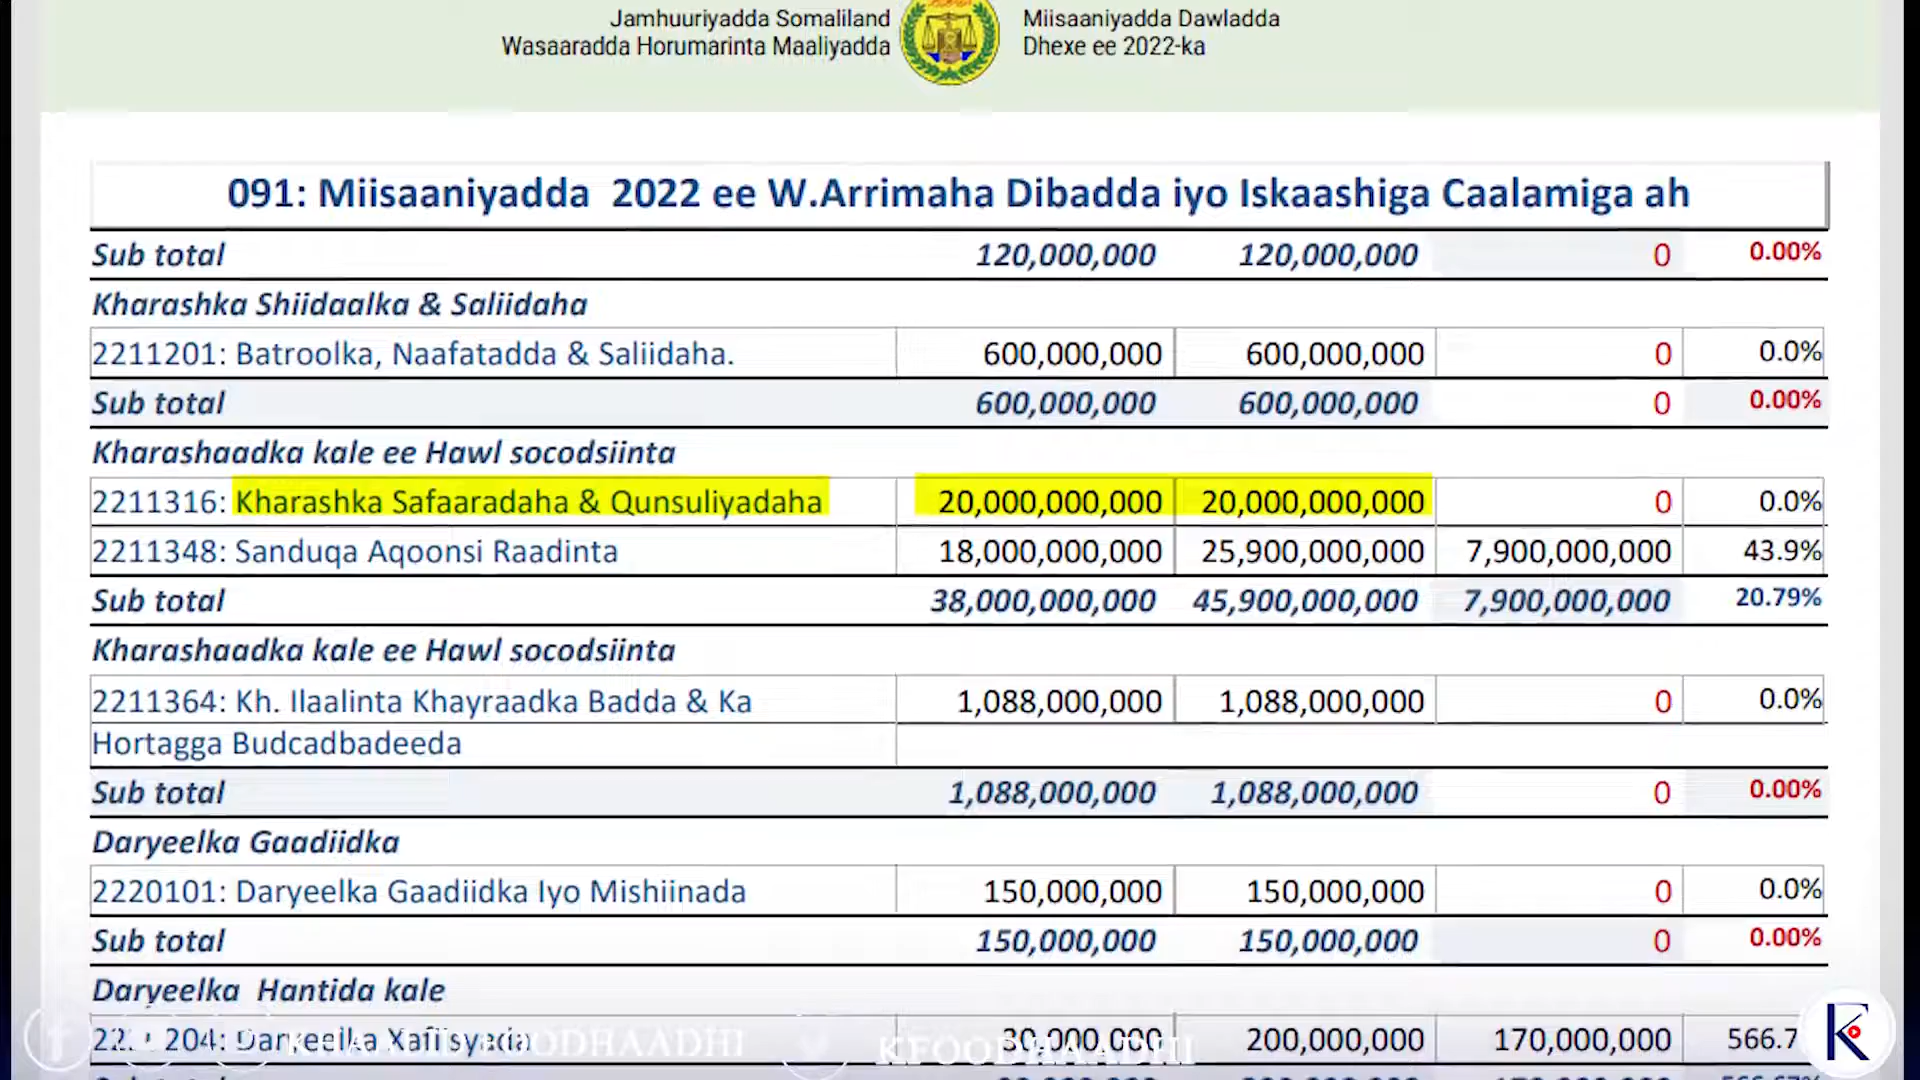 Jamhuuriyadda Somaliland
Wasaaradda Horumarinta Maaliyadda
Miisaaniyadda Dawladda
Dhexe ee 2022-ka
091: Miisaaniyadda 2022 ee W.Arrimaha Dibadda iyo Iskaashiga Caalamiga ah
Sub total 120,000,000 120,000,000 0 0.00%
Kharashka Shiidaalka & Saliidaha
2211201: Batroolka, Naafatadda & Saliidaha. 600,000,000 600,000,000 0 0.0%
Sub total 600,000,000 600,000,000 0 0.00%
Kharashaadka kale ee Hawl socodsiinta
2211316: Kharashka Safaaradaha & Qunsuliyadaha 20,000,000,000 20,000,000,000 0 0.0%
2211348: Sanduqa Aqoonsi Raadinta 18,000,000,000 25,900,000,000 7,900,000,000 43.9%
Sub total 38,000,000,000 45,900,000,000 7,900,000,000 20.79%
Kharashaadka kale ee Hawl socodsiinta
2211364: Kh. Ilaalinta Khayraadka Badda & Ka 1,088,000,000 1,088,000,000 0 0.0%
Hortagga Budcadbadeeda
Sub total 1,088,000,000 1,088,000,000 0 0.00%
Daryeelka Gaadiidka
2220101: Daryeelka Gaadiidka Iyo Mishiinada 150,000,000 150,000,000 0 0.0%
Sub total 150,000,000 150,000,000 0 0.00%
Daryeelka Hantida kale
204: Daryeelka Xafiisyada 30,000,000 200,000,000 170,000,000 566.7
KFOODHAADHI